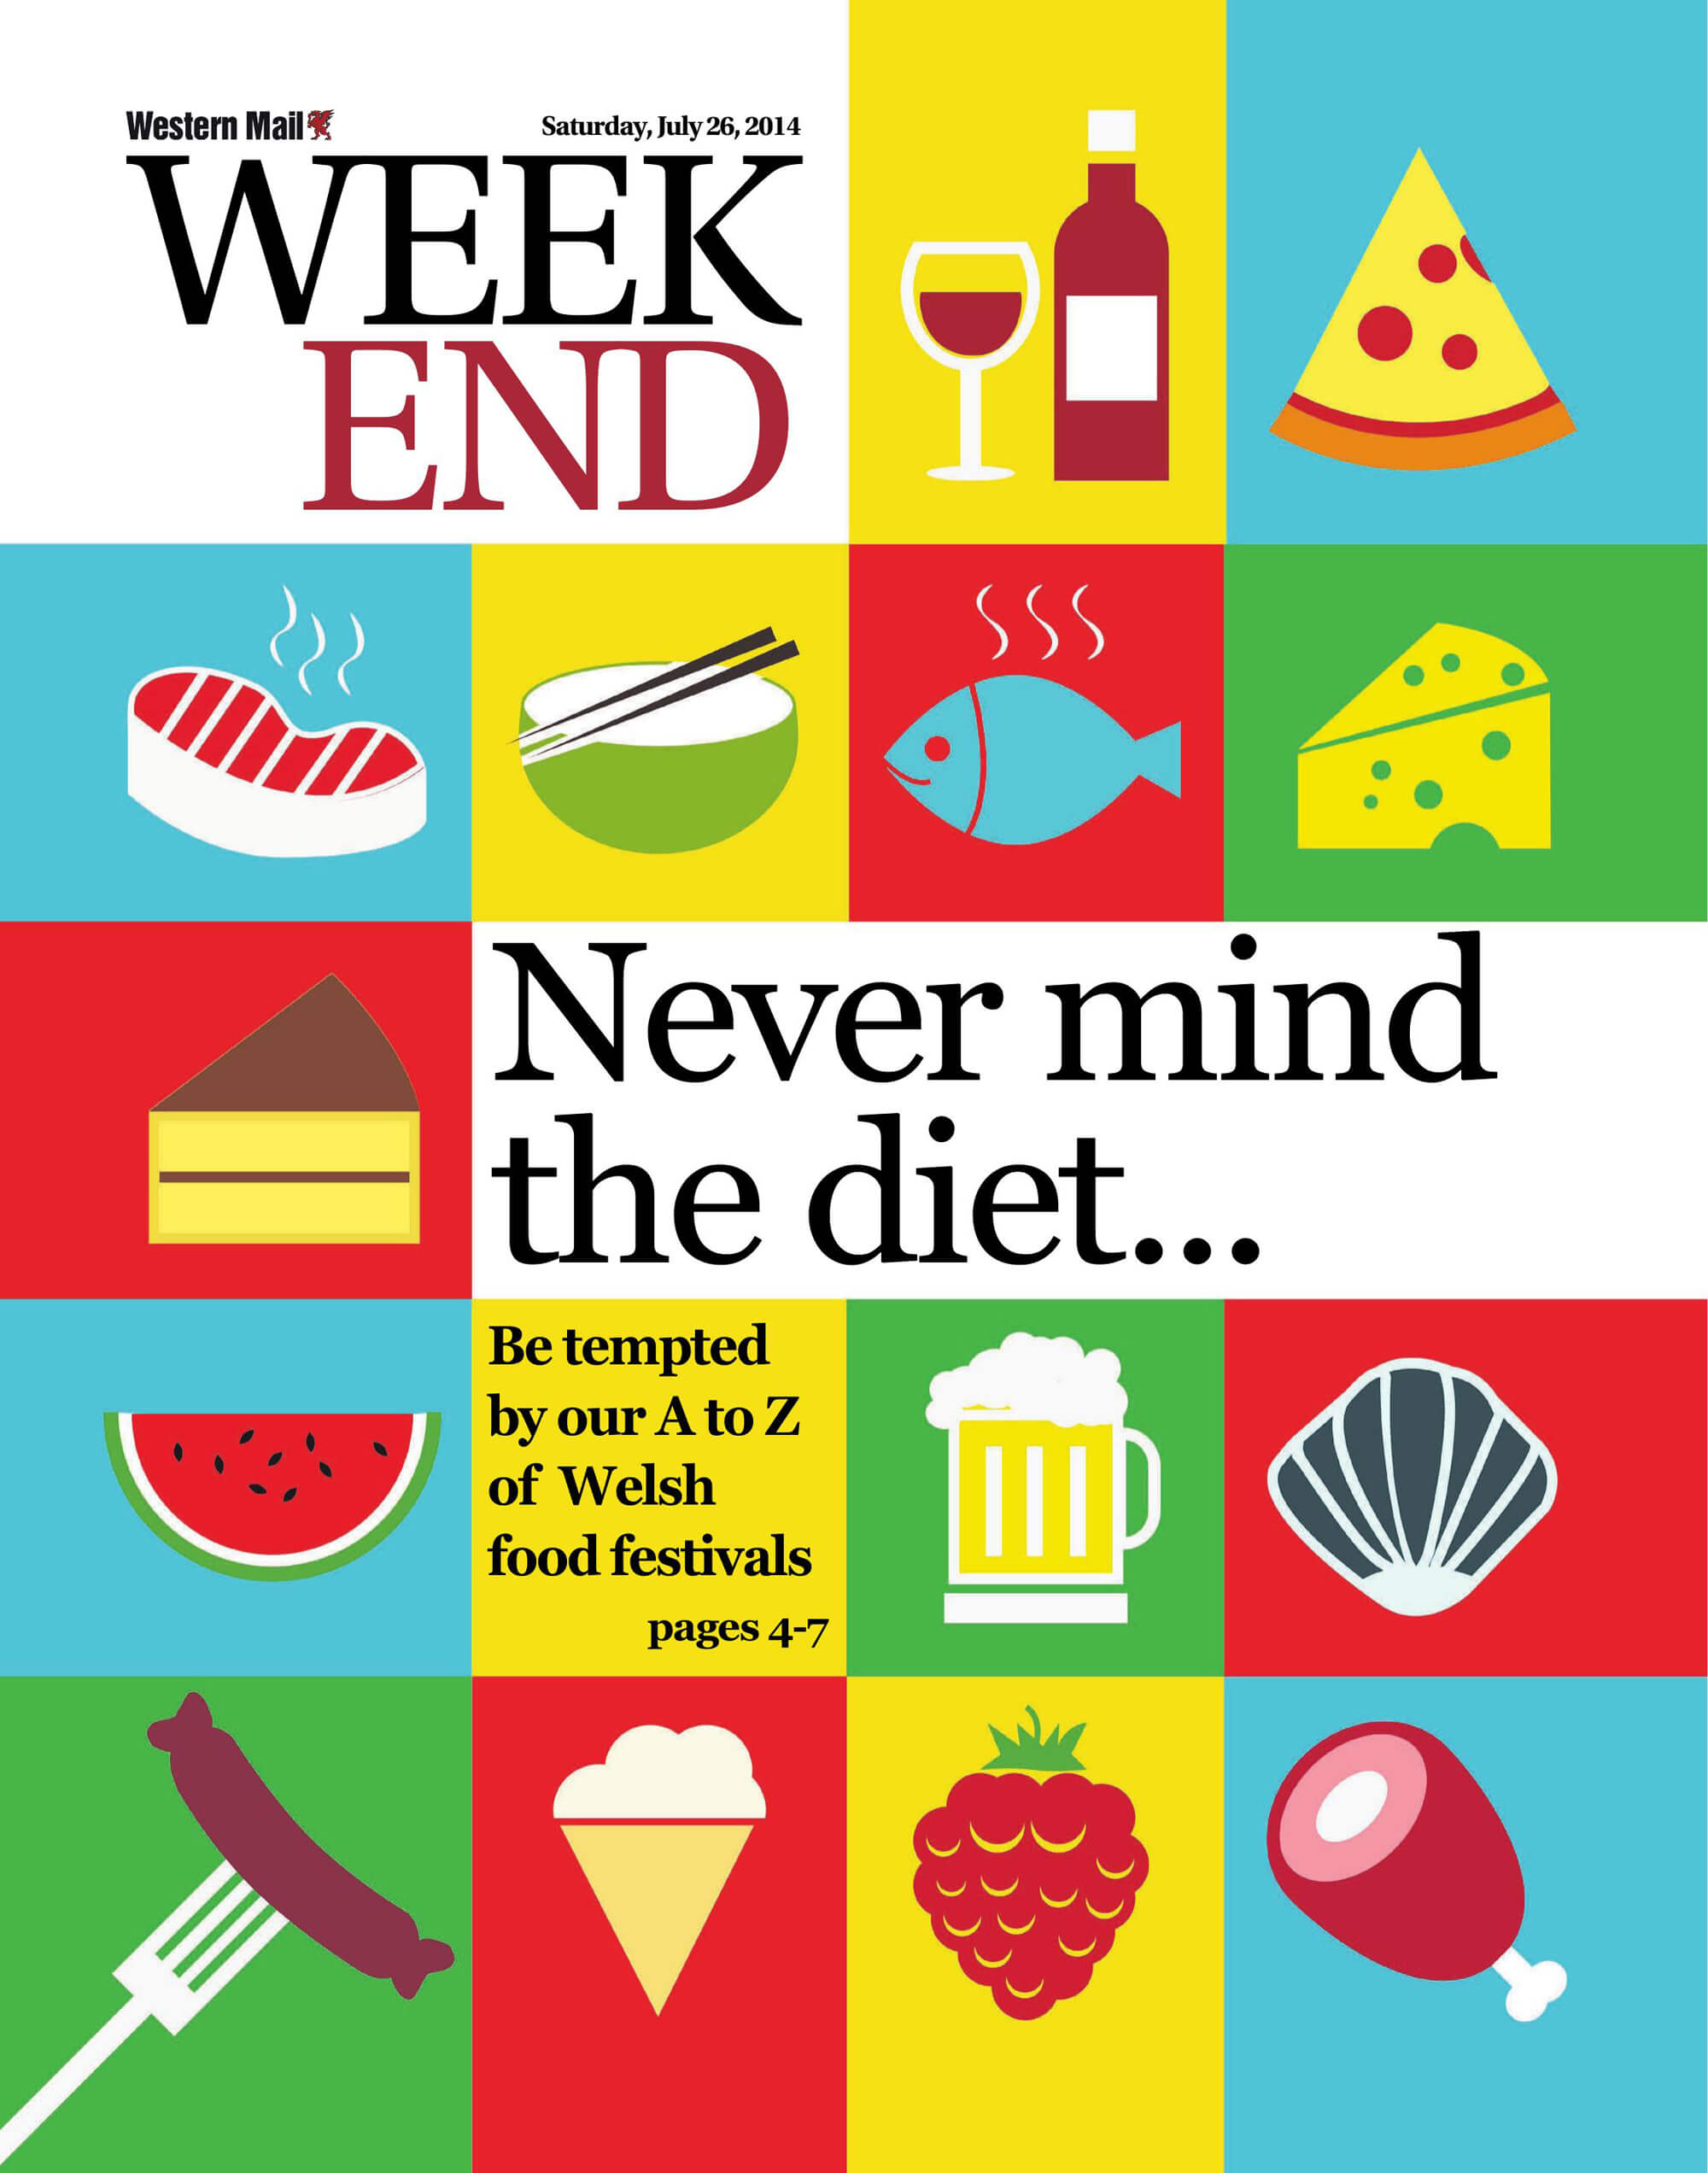 Western Mail
Saturday, July 26, 2014
WEEK
END
Never mind
the diet...
Be tempted
by our A to Z
of Welsh
food festivals
pages 4-7